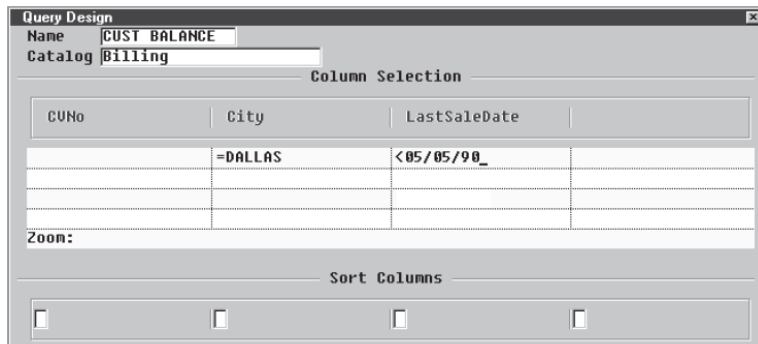 Query Design
Name CUST BALANCE
Catalog Billing
Column Selection
CVNo City LastSaleDate
=DALLAS <05/05/90_
Zoom:
Sort Columns